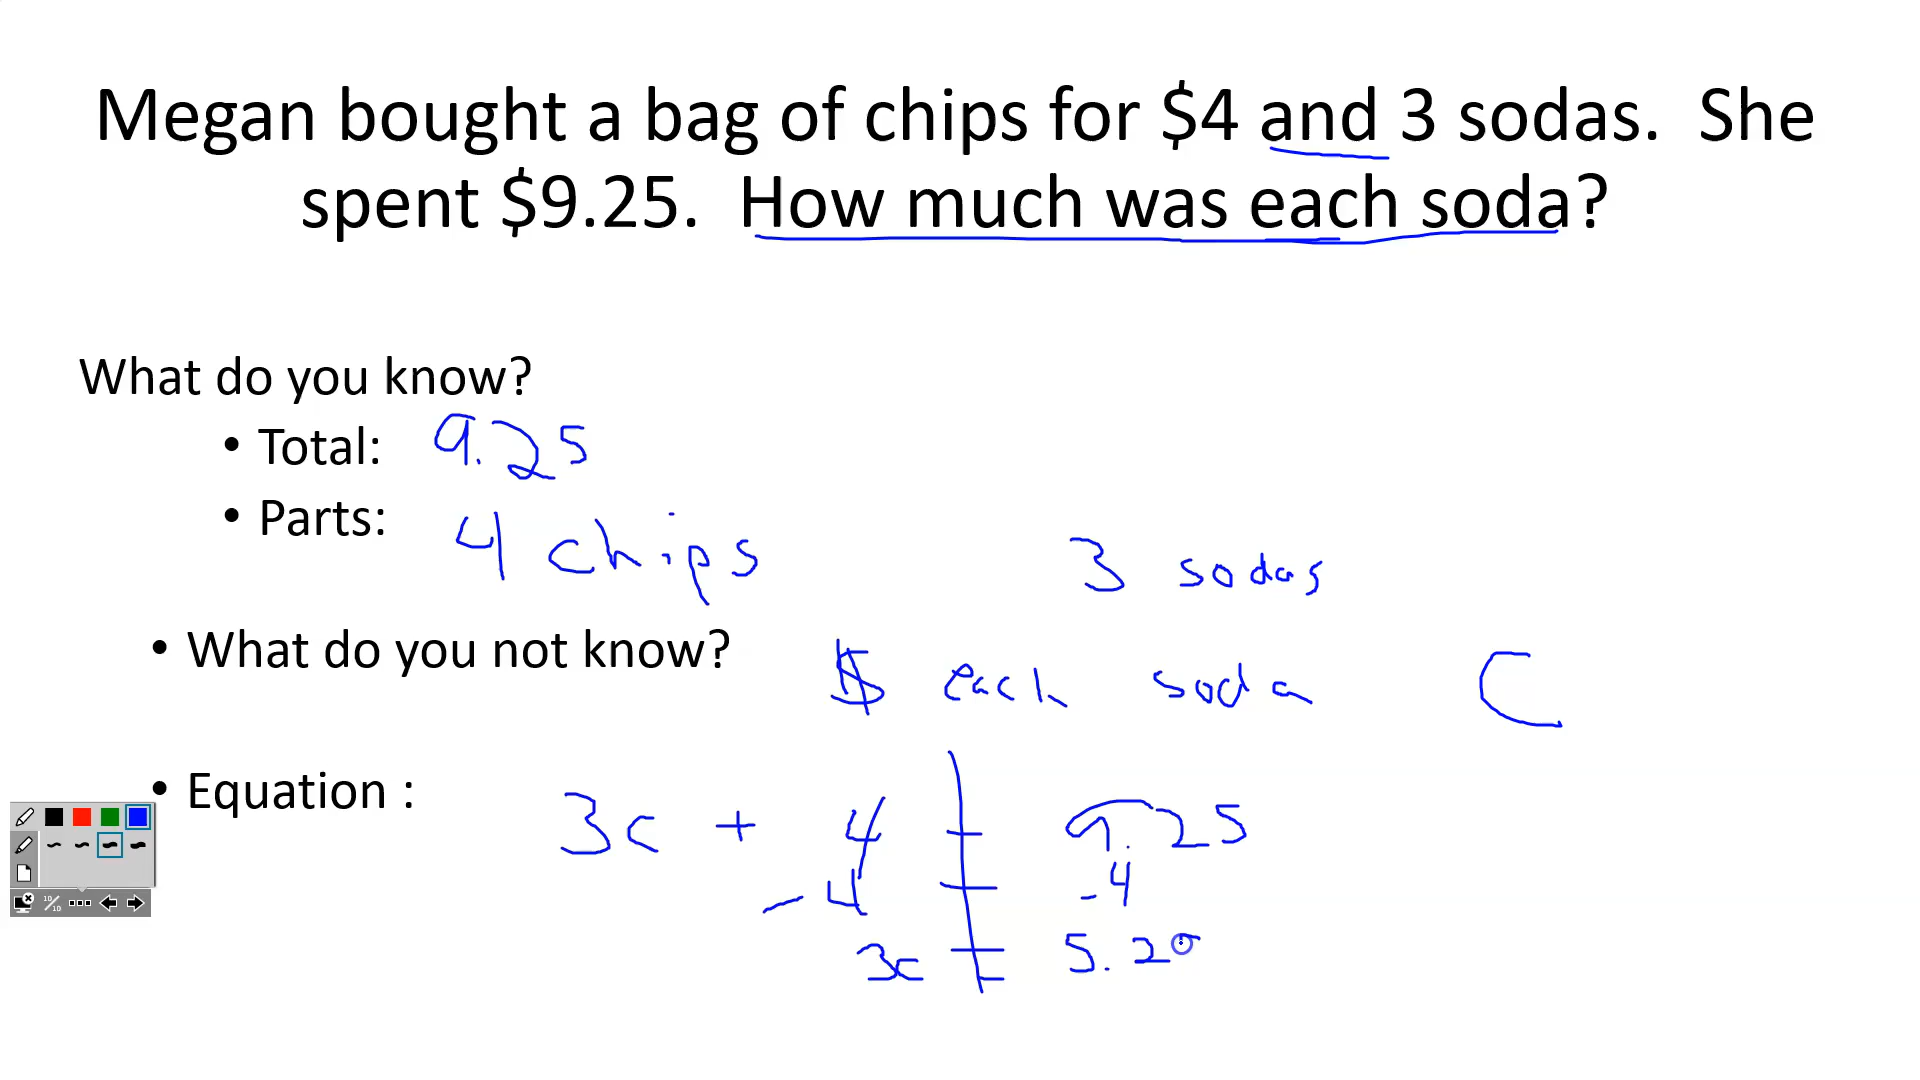 Megan bought a bag of chips for $4 and 3 sodas. She
spent $9.25. How much was each soda?
What do you know?
• Total: 9.25
• Parts: 4 chips 3 sodas
• What do you not know? $ each soda C
• Equation : 3c + 4 = 9.25
- 4 = - 4
3c = 5.2
10/10